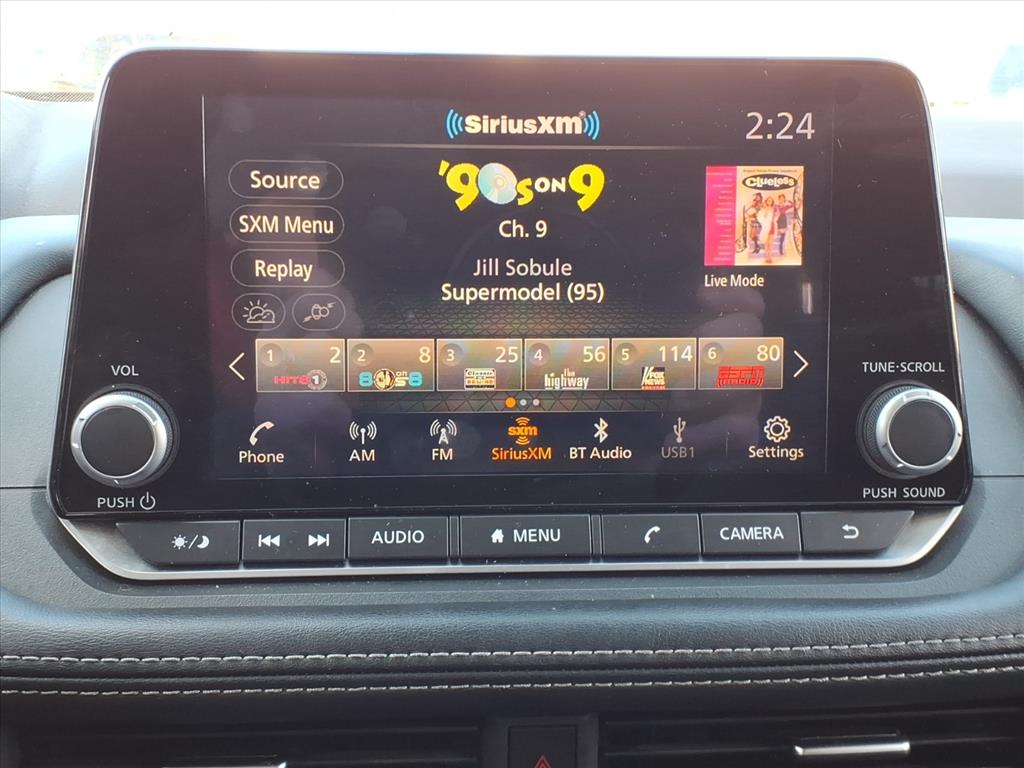 SiriusXM
2:24
Source
'90s ON 9
Clueless
SXM Menu
Ch. 9
Replay
Jill Sobule
Supermodel (95)
Live Mode
1 2 HITS 1
2 8 80s on 8
3 25 Classic Rewind
4 56 the highway
5 114 FOX NEWS
6 80 ESPN RADIO
VOL
TUNE·SCROLL
Phone
AM
FM
sxm
SiriusXM
BT Audio
USB1
Settings
PUSH
PUSH SOUND
AUDIO
MENU
CAMERA